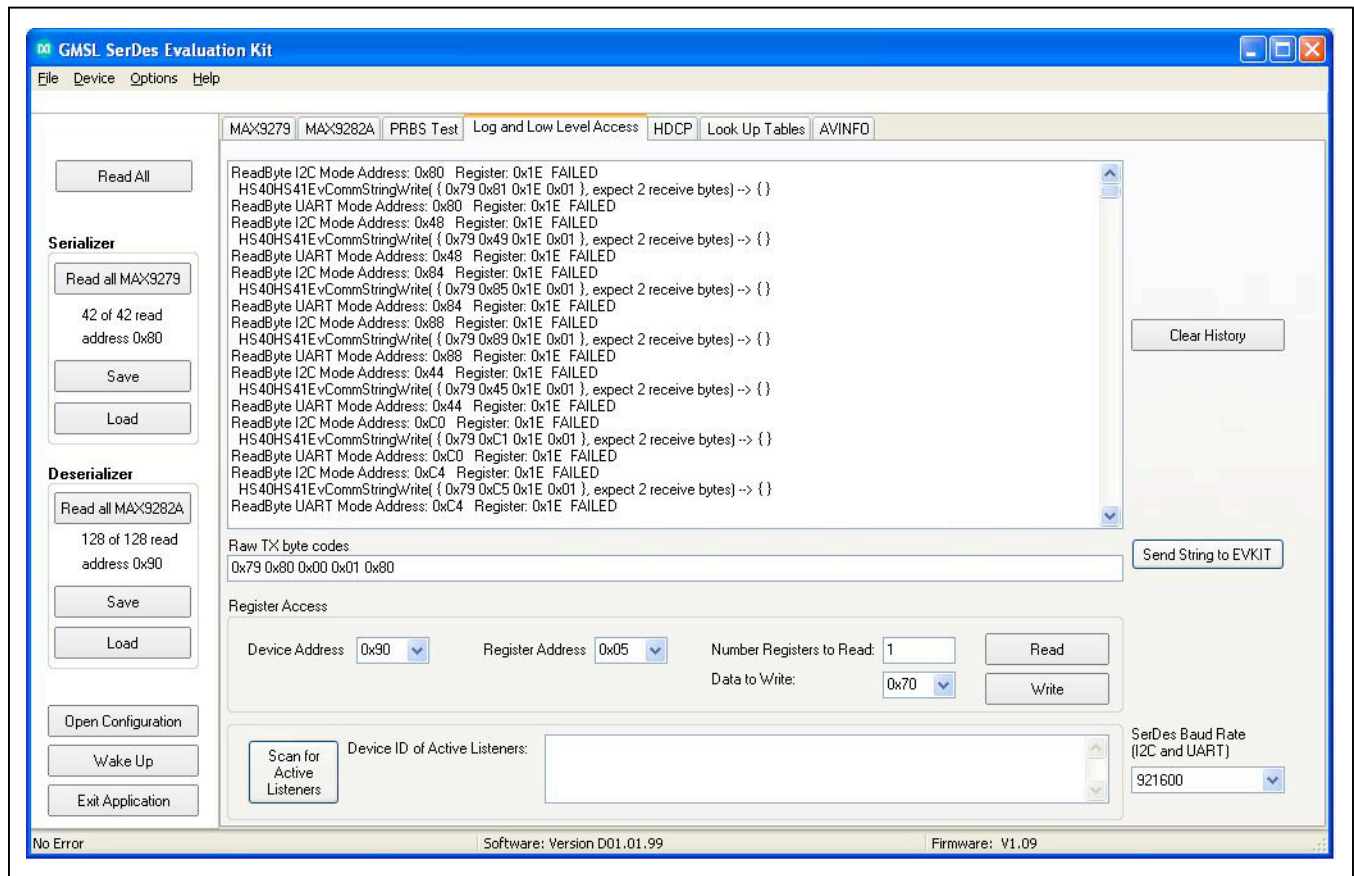 GMSL SerDes Evaluation Kit
File Device Options Help
MAX9279 MAX9282A PRBS Test Log and Low Level Access HDCP Look Up Tables AVINFO
Read All
Serializer
Read all MAX9279
42 of 42 read
address 0x80
Save
Load
Deserializer
Read all MAX9282A
128 of 128 read
address 0x90
Save
Load
Open Configuration
Wake Up
Exit Application
ReadByte I2C Mode Address: 0x80 Register: 0x1E FAILED
HS40HS41EvCommStringWrite( { 0x79 0x81 0x1E 0x01 }, expect 2 receive bytes) --> { }
ReadByte UART Mode Address: 0x80 Register: 0x1E FAILED
ReadByte I2C Mode Address: 0x48 Register: 0x1E FAILED
HS40HS41EvCommStringWrite( { 0x79 0x49 0x1E 0x01 }, expect 2 receive bytes) --> { }
ReadByte UART Mode Address: 0x48 Register: 0x1E FAILED
ReadByte I2C Mode Address: 0x84 Register: 0x1E FAILED
HS40HS41EvCommStringWrite( { 0x79 0x85 0x1E 0x01 }, expect 2 receive bytes) --> { }
ReadByte UART Mode Address: 0x84 Register: 0x1E FAILED
ReadByte I2C Mode Address: 0x88 Register: 0x1E FAILED
HS40HS41EvCommStringWrite( { 0x79 0x89 0x1E 0x01 }, expect 2 receive bytes) --> { }
ReadByte UART Mode Address: 0x88 Register: 0x1E FAILED
ReadByte I2C Mode Address: 0x44 Register: 0x1E FAILED
HS40HS41EvCommStringWrite( { 0x79 0x45 0x1E 0x01 }, expect 2 receive bytes) --> { }
ReadByte UART Mode Address: 0x44 Register: 0x1E FAILED
ReadByte I2C Mode Address: 0xC0 Register: 0x1E FAILED
HS40HS41EvCommStringWrite( { 0x79 0xC1 0x1E 0x01 }, expect 2 receive bytes) --> { }
ReadByte UART Mode Address: 0xC0 Register: 0x1E FAILED
ReadByte I2C Mode Address: 0xC4 Register: 0x1E FAILED
HS40HS41EvCommStringWrite( { 0x79 0xC5 0x1E 0x01 }, expect 2 receive bytes) --> { }
ReadByte UART Mode Address: 0xC4 Register: 0x1E FAILED
Clear History
Raw TX byte codes
0x79 0x80 0x00 0x01 0x80
Send String to EVKIT
Register Access
Device Address 0x90 Register Address 0x05 Number Registers to Read: 1 Read
Data to Write: 0x70 Write
Scan for
Active
Listeners
Device ID of Active Listeners:
SerDes Baud Rate
(I2C and UART)
921600
No Error Software: Version D01.01.99 Firmware: V1.09